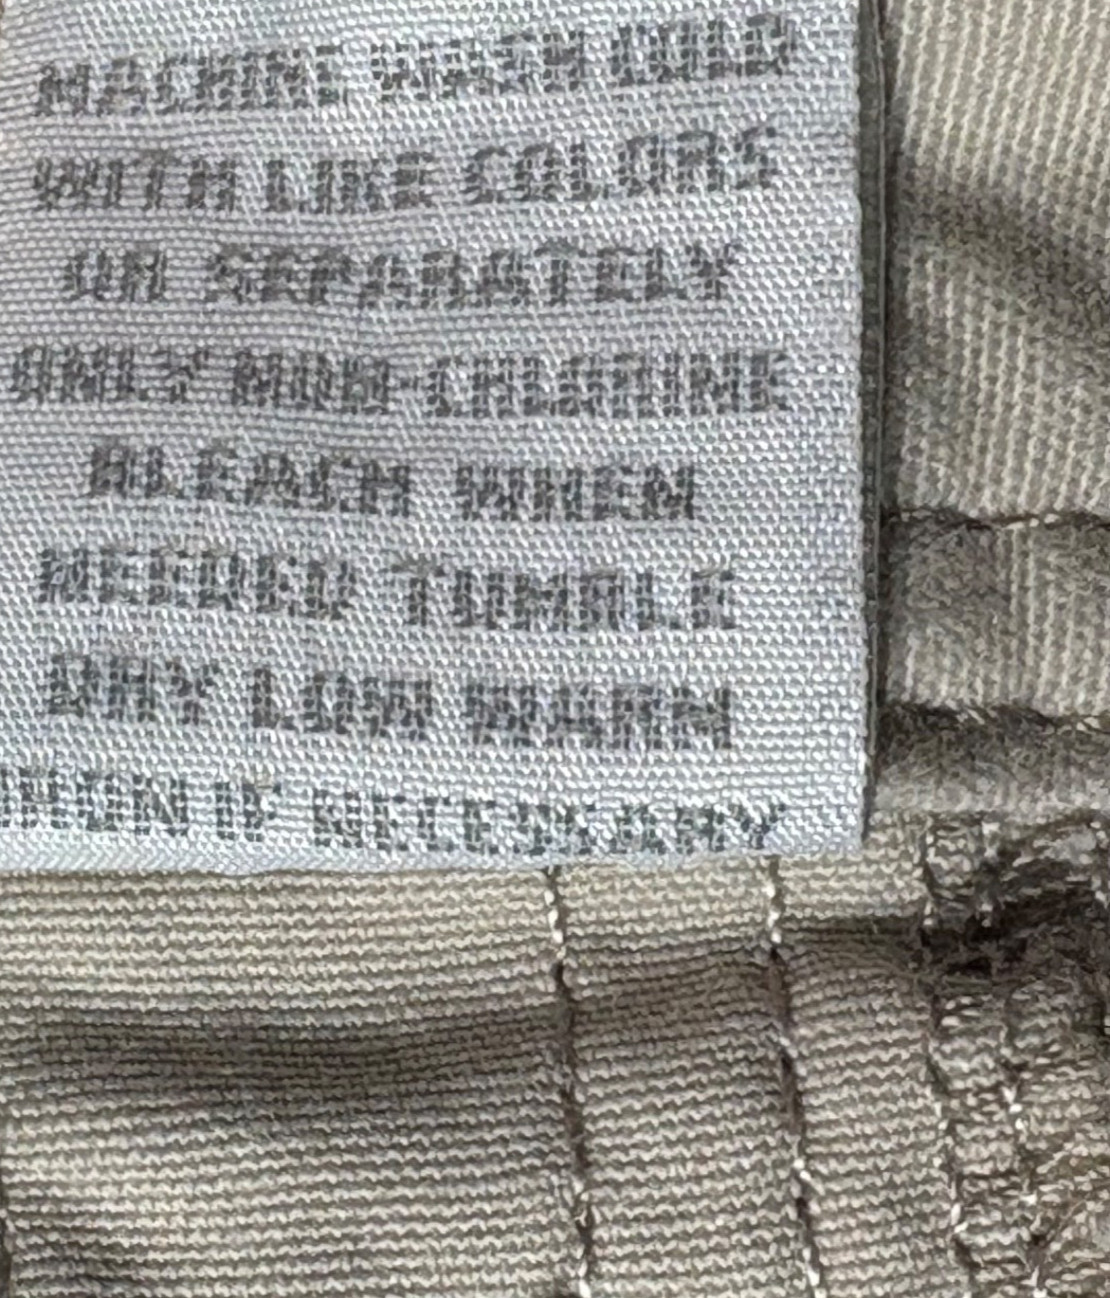 MACHINE WASH COLD
WITH LIKE COLORS
OR SEPARATELY
ONLY NON-CHLORINE
BLEACH WHEN
NEEDED TUMBLE
DRY LOW WARM
IRON IF NECESSARY